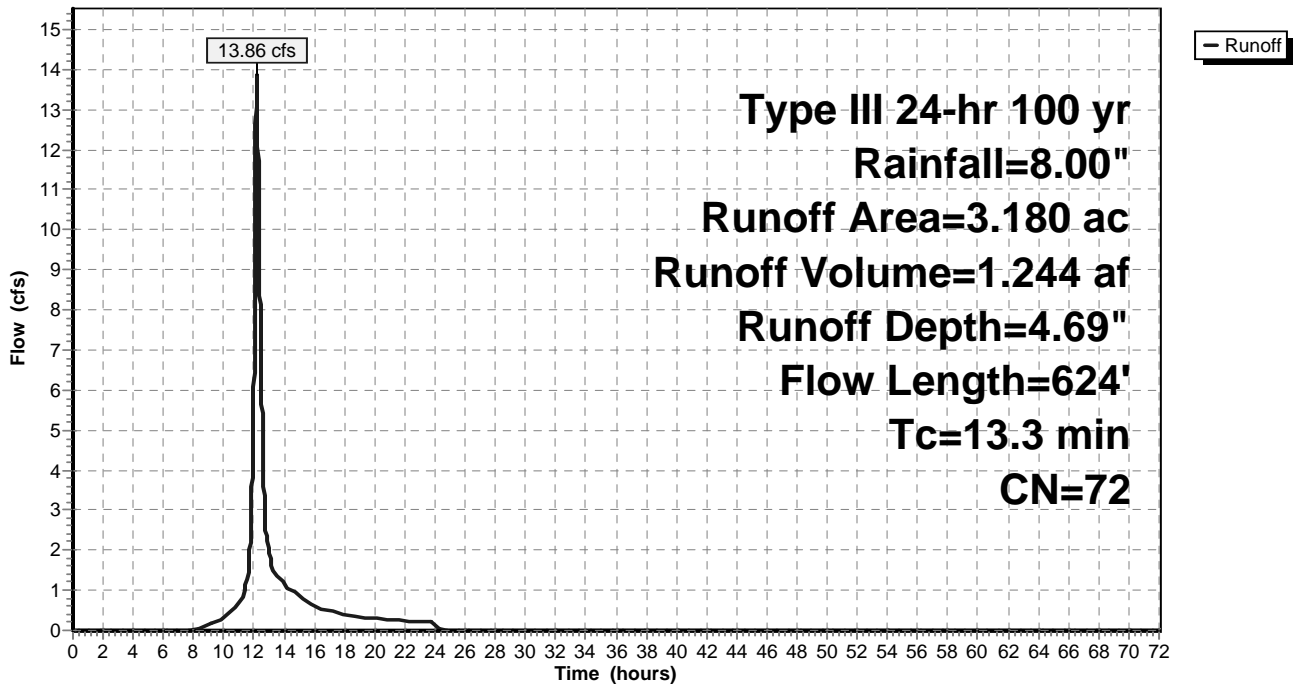 15
14
13
12
11
10
9
8
7
6
5
4
3
2
1
0
Flow (cfs)
13.86 cfs
Runoff
Type III 24-hr 100 yr
Rainfall=8.00"
Runoff Area=3.180 ac
Runoff Volume=1.244 af
Runoff Depth=4.69"
Flow Length=624'
Tc=13.3 min
CN=72
0 2 4 6 8 10 12 14 16 18 20 22 24 26 28 30 32 34 36 38 40 42 44 46 48 50 52 54 56 58 60 62 64 66 68 70 72
Time (hours)